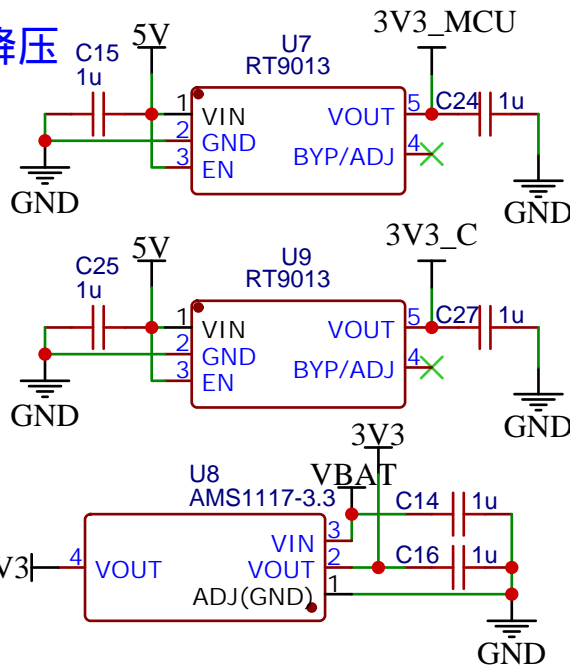 降压
5V
C15
1u
U7
RT9013
3V3_MCU
1
VIN
2
GND
3
EN
VOUT
5
BYP/ADJ
4
C24
1u
GND
GND
5V
C25
1u
U9
RT9013
3V3_C
1
VIN
2
GND
3
EN
VOUT
5
BYP/ADJ
4
C27
1u
GND
GND
3V3
VBAT
U8
AMS1117-3.3
C14
1u
VIN
3
V3
4
VOUT
VOUT
2
C16
1u
ADJ(GND)
1
GND